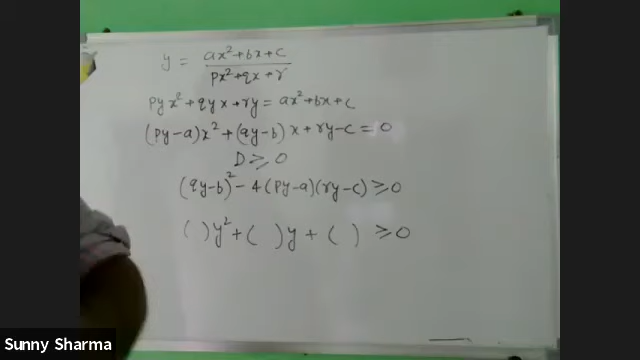 y = ax²+bx+c / px²+qx+r
pyx²+qyx+ry = ax²+bx+c
(py-a)x²+(qy-b)x+ry-c=0
D≥0
(qy-b)²-4(py-a)(ry-c)≥0
( )y²+( )y+( ) ≥0
Sunny Sharma